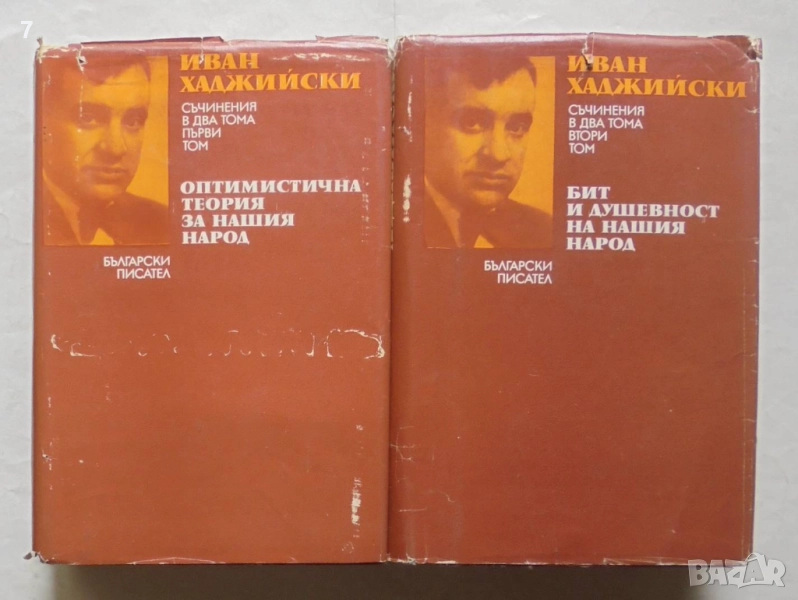 7
ИВАН
ХАДЖИЙСКИ
СЪЧИНЕНИЯ
В ДВА ТОМА
ПЪРВИ
ТОМ
ОПТИМИСТИЧНА
ТЕОРИЯ
ЗА НАШИЯ
НАРОД
БЪЛГАРСКИ
ПИСАТЕЛ
ИВАН
ХАДЖИЙСКИ
СЪЧИНЕНИЯ
В ДВА ТОМА
ВТОРИ
ТОМ
БИТ
И ДУШЕВНОСТ
НА НАШИЯ
НАРОД
БЪЛГАРСКИ
ПИСАТЕЛ
BAZAR